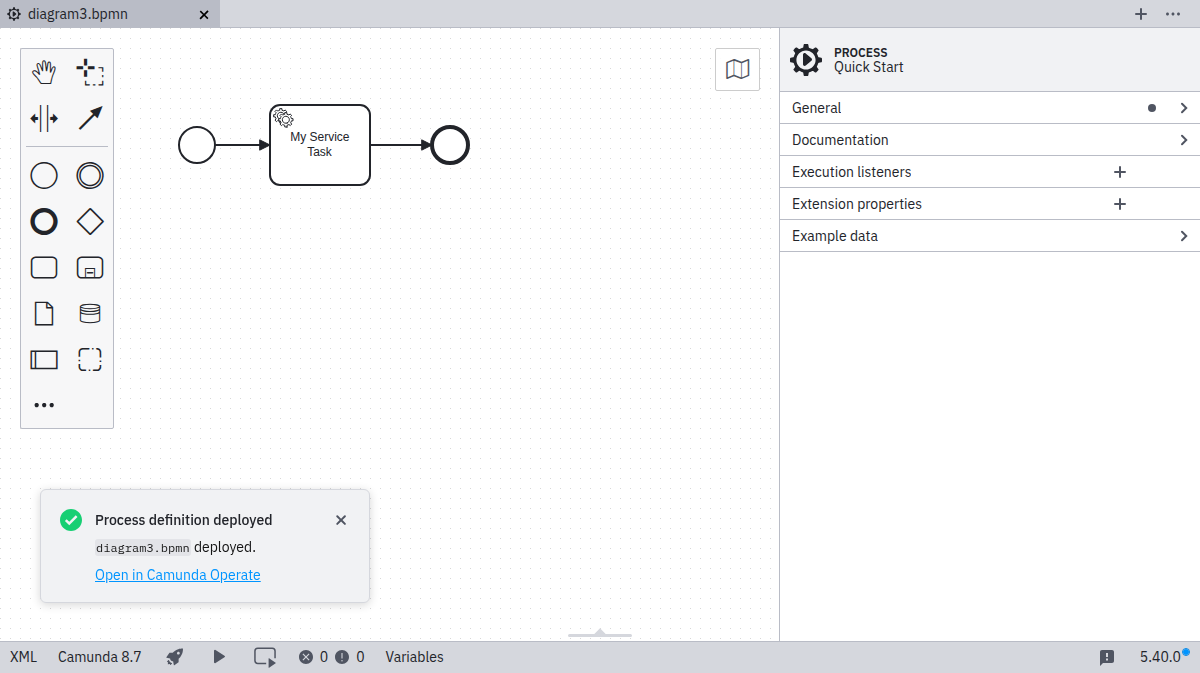 diagram3.bpmn
PROCESS
Quick Start
General
Documentation
Execution listeners
Extension properties
Example data
My Service
Task
Process definition deployed
diagram3.bpmn deployed.
Open in Camunda Operate
XML
Camunda 8.7
0
0
Variables
5.40.0